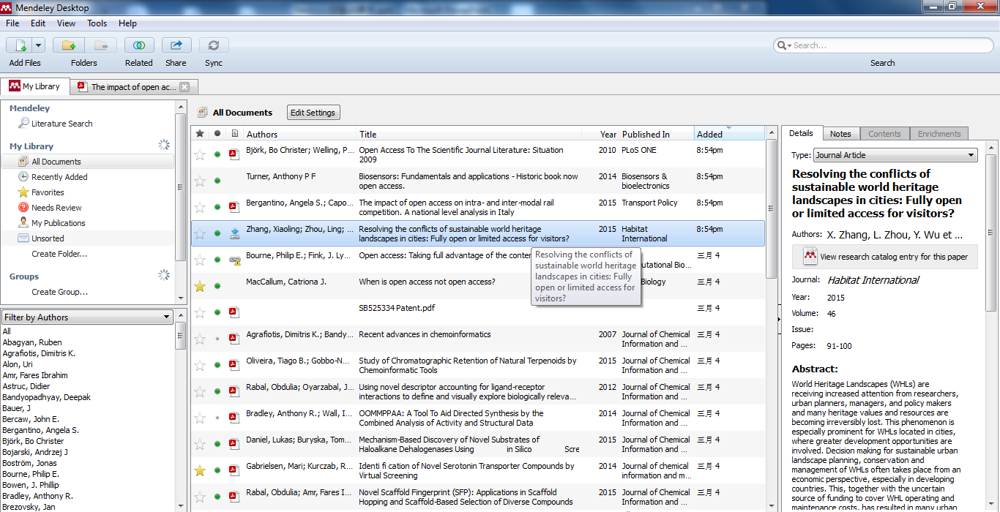 Mendeley Desktop
File Edit View Tools Help
Add Files Folders Related Share Sync
Search...
Search
My Library
The impact of open ac...
Mendeley
Literature Search
My Library
All Documents
Recently Added
Favorites
Needs Review
My Publications
Unsorted
Create Folder...
Groups
Create Group...
Filter by Authors
All
Abagyan, Ruben
Agrafiotis, Dimitris K.
Alon, Uri
Amr, Fares Ibrahim
Astruc, Didier
Bandyopadhyay, Deepak
Bauer, J
Bercaw, John E.
Bergantino, Angela S.
Björk, Bo Christer
Bojarski, Andrzej J
Boström, Jonas
Bourne, Philip E.
Bowen, J. Phillip
Bradley, Anthony R.
Brezovsky, Jan
All Documents Edit Settings
Authors Title Year Published In Added
Björk, Bo Christer; Welling, P... Open Access To The Scientific Journal Literature: Situation 2010 PLoS ONE 8:54pm
2009
Turner, Anthony P F Biosensors: Fundamentals and applications - Historic book now 2014 Biosensors & 8:54pm
open access. bioelectronics
Bergantino, Angela S.; Capo... The impact of open access on intra- and inter-modal rail 2015 Transport Policy 8:54pm
competition. A national level analysis in Italy
Zhang, Xiaoling; Zhou, Ling; ... Resolving the conflicts of sustainable world heritage 2015 Habitat 8:54pm
landscapes in cities: Fully open or limited access for visitors? International
Bourne, Philip E.; Fink, J. Ly... Open access: Taking full advantage of the conten 三月 4
utational Bio...
MacCallum, Catriona J. When is open access not open access? Biology 三月 4
Resolving the conflicts of
sustainable world heritage
landscapes in cities: Fully
open or limited access for
visitors?
SB525334 Patent.pdf 三月 4
Agrafiotis, Dimitris K.; Bandy... Recent advances in chemoinformatics 2007 Journal of Chemical 三月 4
Information and ...
Oliveira, Tiago B.; Gobbo-N... Study of Chromatographic Retention of Natural Terpenoids by 2015 Journal of Chemical 三月 4
Chemoinformatic Tools Information and ...
Rabal, Obdulia; Oyarzabal, J... Using novel descriptor accounting for ligand-receptor 2012 Journal of Chemical 三月 4
interactions to define and visually explore biologically releva... Information and ...
Bradley, Anthony R.; Wall, I... OOMMPPAA: A Tool To Aid Directed Synthesis by the 2014 Journal of Chemical 三月 4
Combined Analysis of Activity and Structural Data Information and ...
Daniel, Lukas; Buryska, Tom... Mechanism-Based Discovery of Novel Substrates of 2015 Journal of Chemical 三月 4
Haloalkane Dehalogenases Using in Silico Scre Information and ...
Gabrielsen, Mari; Kurczab, R... Identi fi cation of Novel Serotonin Transporter Compounds by 2014 Journal of chemical 三月 4
Virtual Screening information and m...
Rabal, Obdulia; Amr, Fares I... Novel Scaffold Fingerprint (SFP): Applications in Scaffold 2015 Journal of Chemical 三月 4
Hopping and Scaffold-Based Selection of Diverse Compounds Information and ...
Details Notes Contents Enrichments
Type: Journal Article
Resolving the conflicts of
sustainable world heritage
landscapes in cities: Fully open
or limited access for visitors?
Authors: X. Zhang, L. Zhou, Y. Wu et ...
View research catalog entry for this paper
Journal: Habitat International
Year: 2015
Volume: 46
Issue:
Pages: 91-100
Abstract:
World Heritage Landscapes (WHLs) are
receiving increased attention from researchers,
urban planners, managers, and policy makers
and many heritage values and resources are
becoming irreversibly lost. This phenomenon is
especially prominent for WHLs located in cities,
where greater development opportunities are
involved. Decision making for sustainable urban
landscape planning, conservation and
management of WHLs often takes place from an
economic perspective, especially in developing
countries. This, together with the uncertain
source of funding to cover WHL operating and
maintenance costs, has resulted in many urban